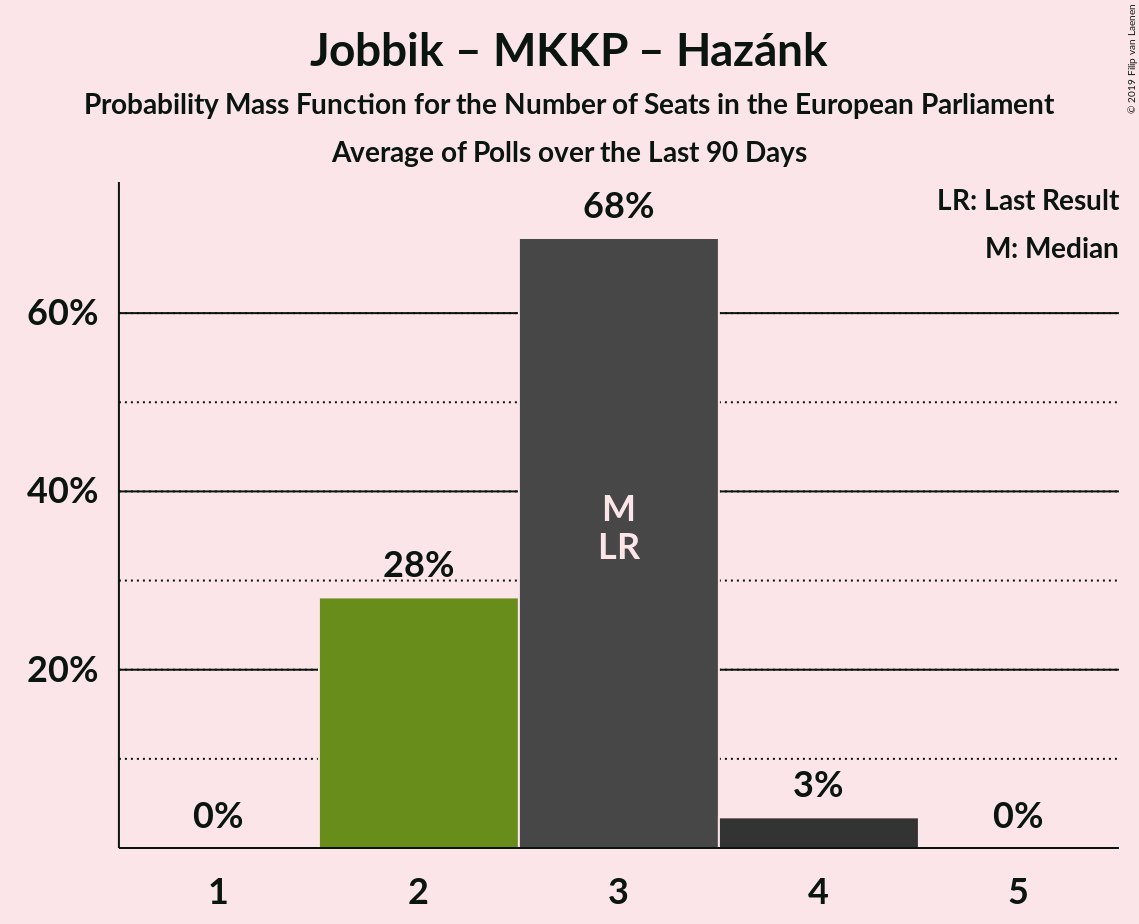 Jobbik – MKKP – Hazánk
Probability Mass Function for the Number of Seats in the European Parliament
Average of Polls over the Last 90 Days
© 2019 Filip van Laenen
LR: Last Result
M: Median
68%
60%
40%
M
LR
28%
20%
3%
0%
0%
1 2 3 4 5